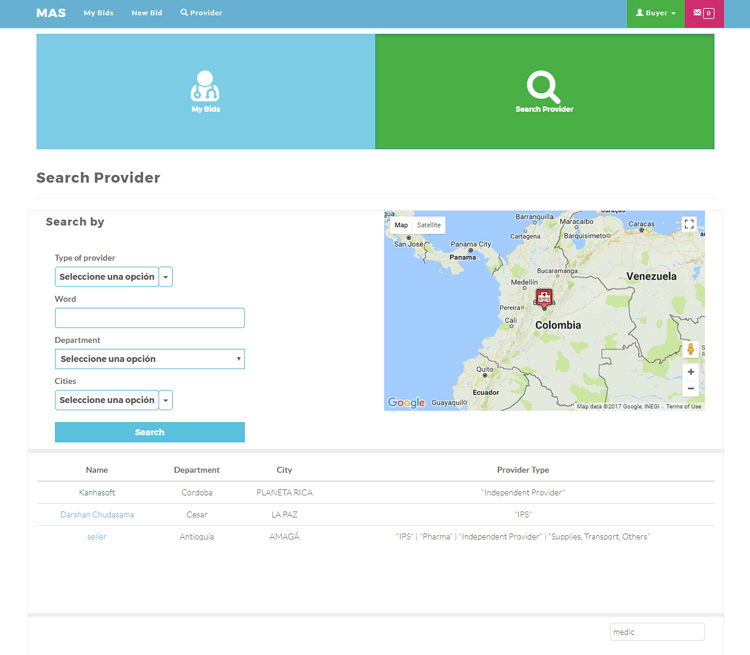 MAS My Bids New Bid Provider Buyer 0
My Bids
Search Provider
Search Provider
Search by
Type of provider
Seleccione una opción
Word
Department
Seleccione una opción
Cities
Seleccione una opción
Search
Map Satellite
Barranquilla
Maracaibo
Caracas
Cartagena
Barquisimeto
San José
Panama City
Panama
Bucaramanga
Medellín
Venezuela
Pereira
Cali
Colombia
Quito
Ecuador
Guayaquil
Google
Map data ©2017 Google, INEGI Terms of Use
Name Department City Provider Type
Kanhasoft Córdoba PLANETA RICA "Independent Provider"
Darshan Chudasama Cesar LA PAZ "IPS"
seller Antioquia AMAGÁ "IPS" | "Pharma" | "Independent Provider" | "Supplies, Transport, Others"
medic